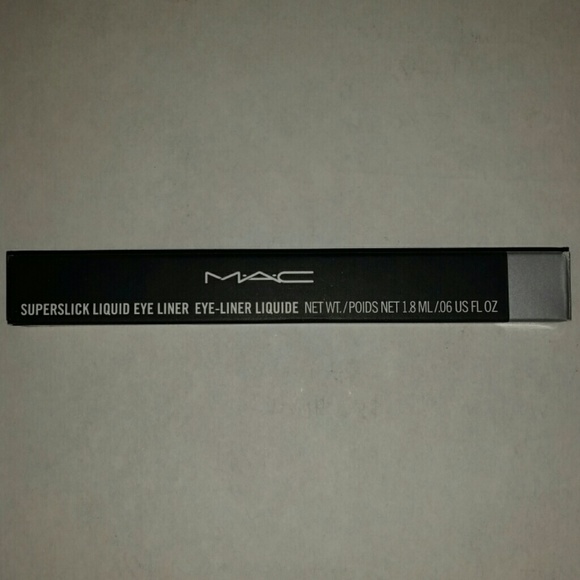 M·A·C
SUPERSLICK LIQUID EYE LINER EYE-LINER LIQUIDE NET WT./POIDS NET 1.8 ML/.06 US FL OZ